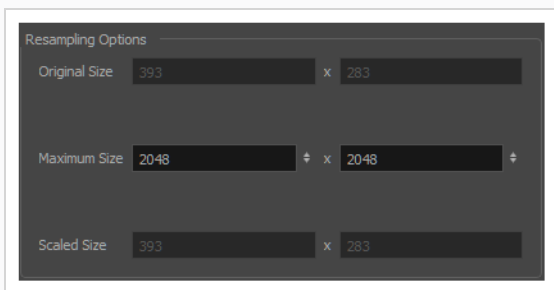 Resampling Options
Original Size 393 x 283
Maximum Size 2048 x 2048
Scaled Size 393 x 283